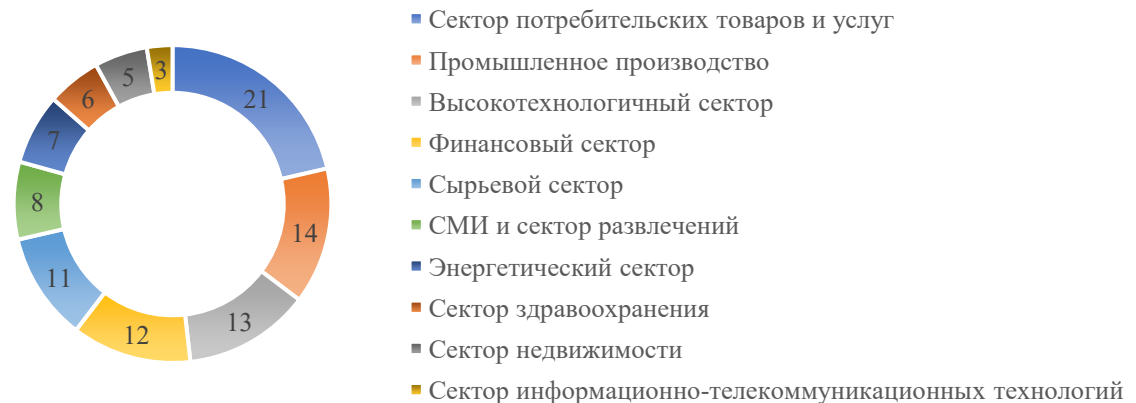 21
14
13
12
11
8
7
6
5
3
Сектор потребительских товаров и услуг
Промышленное производство
Высокотехнологичный сектор
Финансовый сектор
Сырьевой сектор
СМИ и сектор развлечений
Энергетический сектор
Сектор здравоохранения
Сектор недвижимости
Сектор информационно-телекоммуникационных технологий